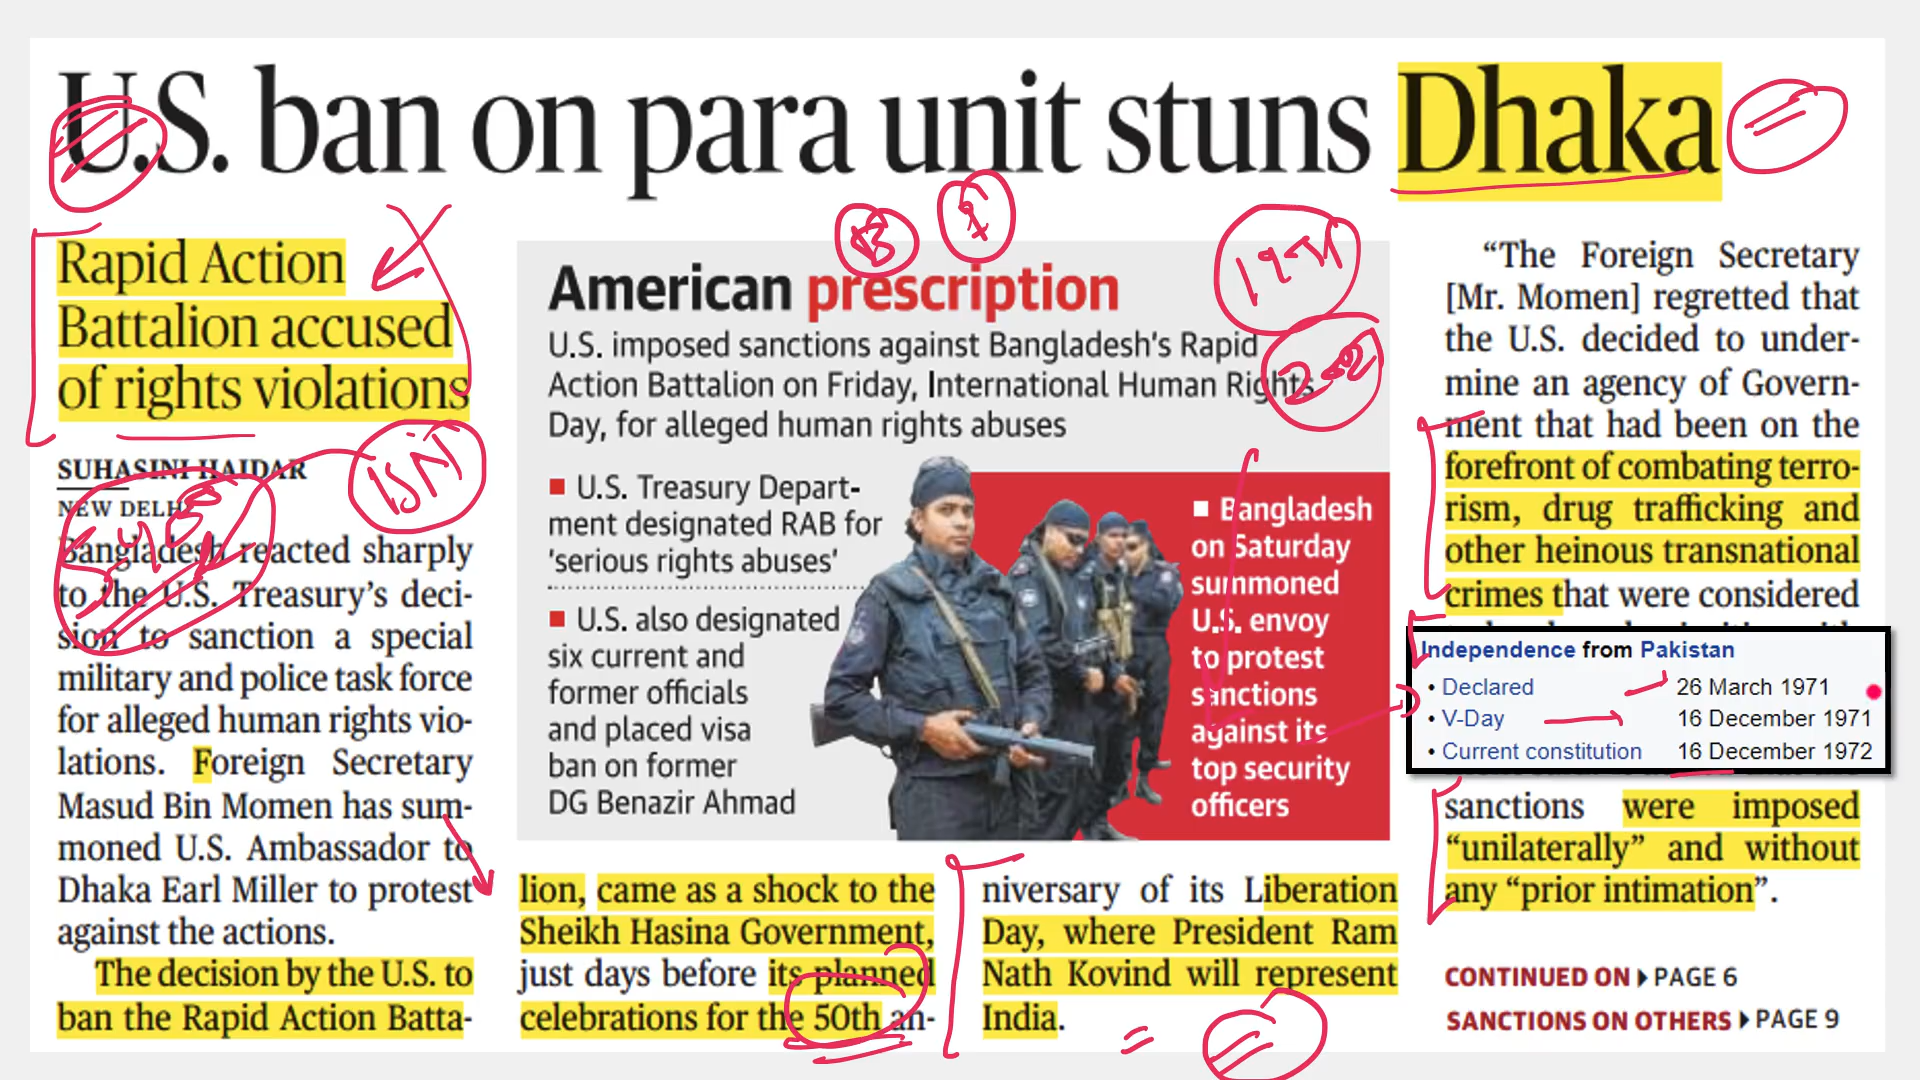 U.S. ban on para unit stuns Dhaka
Rapid Action
Battalion accused
of rights violations
SUHASINI HAIDAR
NEW DELHI
Bangladesh reacted sharply
to the U.S. Treasury's deci-
sion to sanction a special
military and police task force
for alleged human rights vio-
lations. Foreign Secretary
Masud Bin Momen has sum-
moned U.S. Ambassador to
Dhaka Earl Miller to protest
against the actions.
The decision by the U.S. to
ban the Rapid Action Batta-
American prescription
U.S. imposed sanctions against Bangladesh's Rapid
Action Battalion on Friday, International Human Rights
Day, for alleged human rights abuses
■ U.S. Treasury Depart-
ment designated RAB for
'serious rights abuses'
■ U.S. also designated
six current and
former officials
and placed visa
ban on former
DG Benazir Ahmad
■ Bangladesh
on Saturday
summoned
U.S. envoy
to protest
sanctions
against its
top security
officers
lion, came as a shock to the
Sheikh Hasina Government,
just days before its planned
celebrations for the 50th an-
niversary of its Liberation
Day, where President Ram
Nath Kovind will represent
India.
“The Foreign Secretary
[Mr. Momen] regretted that
the U.S. decided to under-
mine an agency of Govern-
ment that had been on the
forefront of combating terro-
rism, drug trafficking and
other heinous transnational
crimes that were considered
Independence from Pakistan
• Declared 26 March 1971
• V-Day 16 December 1971
• Current constitution 16 December 1972
sanctions were imposed
“unilaterally” and without
any “prior intimation”.
CONTINUED ON PAGE 6
SANCTIONS ON OTHERS PAGE 9
1971
B